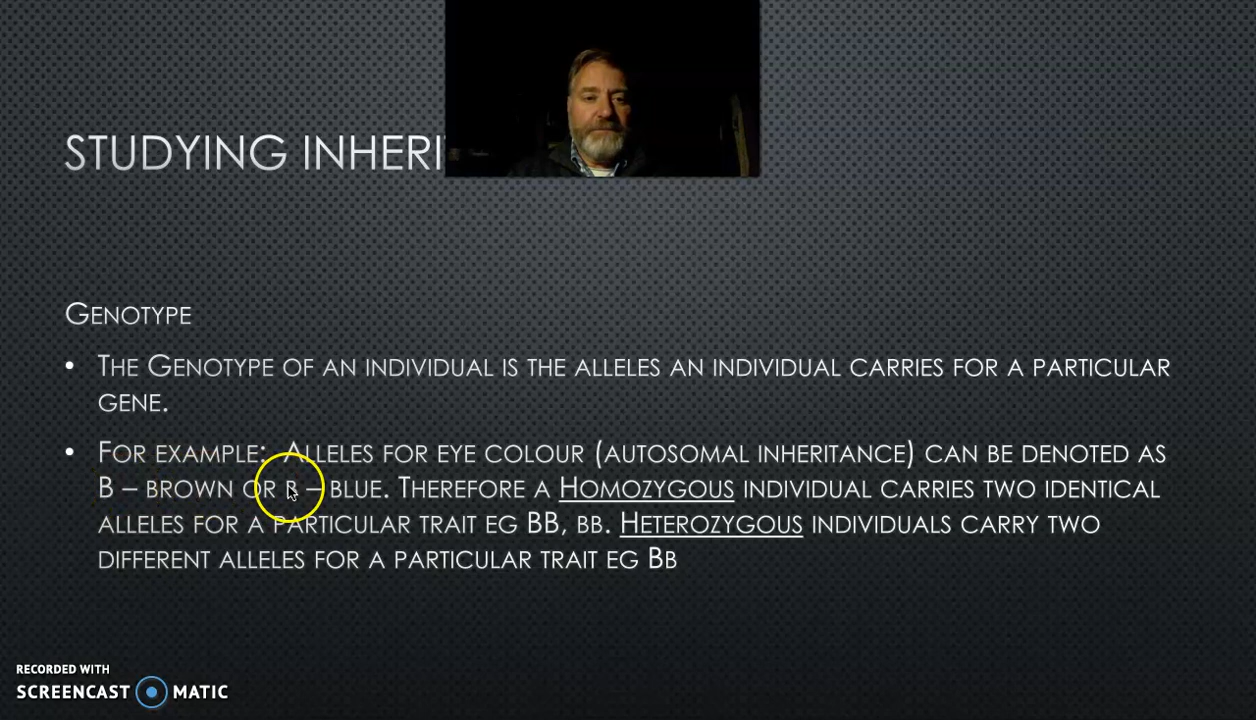 STUDYING INHERI
GENOTYPE
• THE GENOTYPE OF AN INDIVIDUAL IS THE ALLELES AN INDIVIDUAL CARRIES FOR A PARTICULAR
GENE.
• FOR EXAMPLE: ALLELES FOR EYE COLOUR (AUTOSOMAL INHERITANCE) CAN BE DENOTED AS
B – BROWN OR b – BLUE. THEREFORE A HOMOZYGOUS INDIVIDUAL CARRIES TWO IDENTICAL
ALLELES FOR A PARTICULAR TRAIT EG BB, bb. HETEROZYGOUS INDIVIDUALS CARRY TWO
DIFFERENT ALLELES FOR A PARTICULAR TRAIT EG Bb
RECORDED WITH
SCREENCAST MATIC